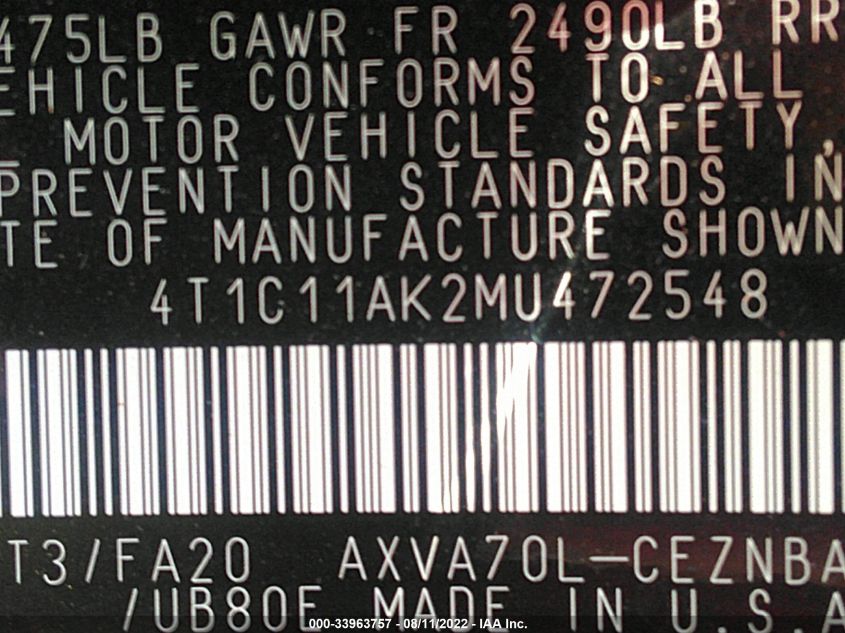 475LB GAWR FR 2490LB RR
EHICLE CONFORMS TO ALL
MOTOR VEHICLE SAFETY,
PREVENTION STANDARDS IN
TE OF MANUFACTURE SHOWN
4T1C11AK2MU472548
T3/FA20 AXVA70L-CEZNBA
/UB80E MADE IN U.S.A
000-33963757 - 08/11/2022 - IAA Inc.